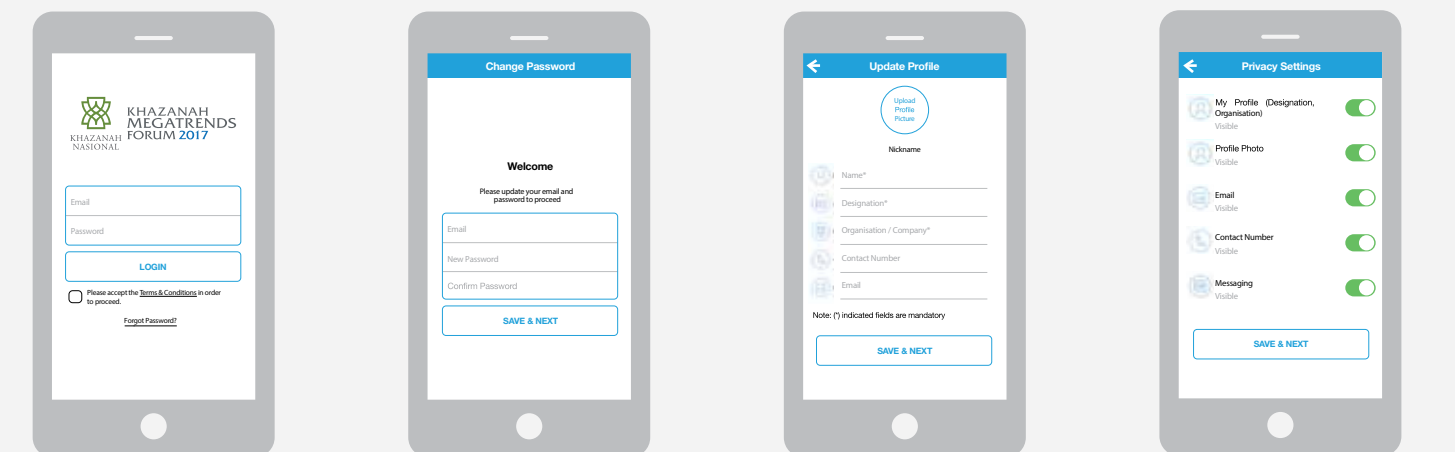 KHAZANAH
NASIONAL
KHAZANAH
MEGATRENDS
FORUM 2017
Email
Password
LOGIN
Please accept the Terms & Conditions in order
to proceed.
Forgot Password?
Change Password
Welcome
Please update your email and
password to proceed
Email
New Password
Confirm Password
SAVE & NEXT
Update Profile
Upload
Profile
Picture
Nickname
Name*
Designation*
Organisation / Company*
Contact Number
Email
Note: (*) indicated fields are mandatory
SAVE & NEXT
Privacy Settings
My Profile (Designation,
Organisation)
Visible
Profile Photo
Visible
Email
Visible
Contact Number
Visible
Messaging
Visible
SAVE & NEXT